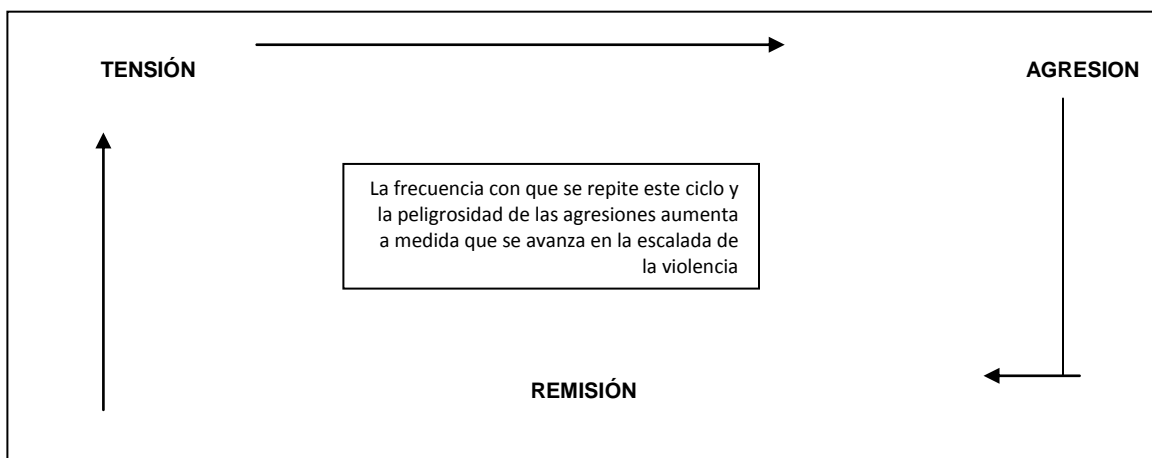 TENSIÓN
AGRESION
La frecuencia con que se repite este ciclo y
la peligrosidad de las agresiones aumenta
a medida que se avanza en la escalada de
la violencia
REMISIÓN